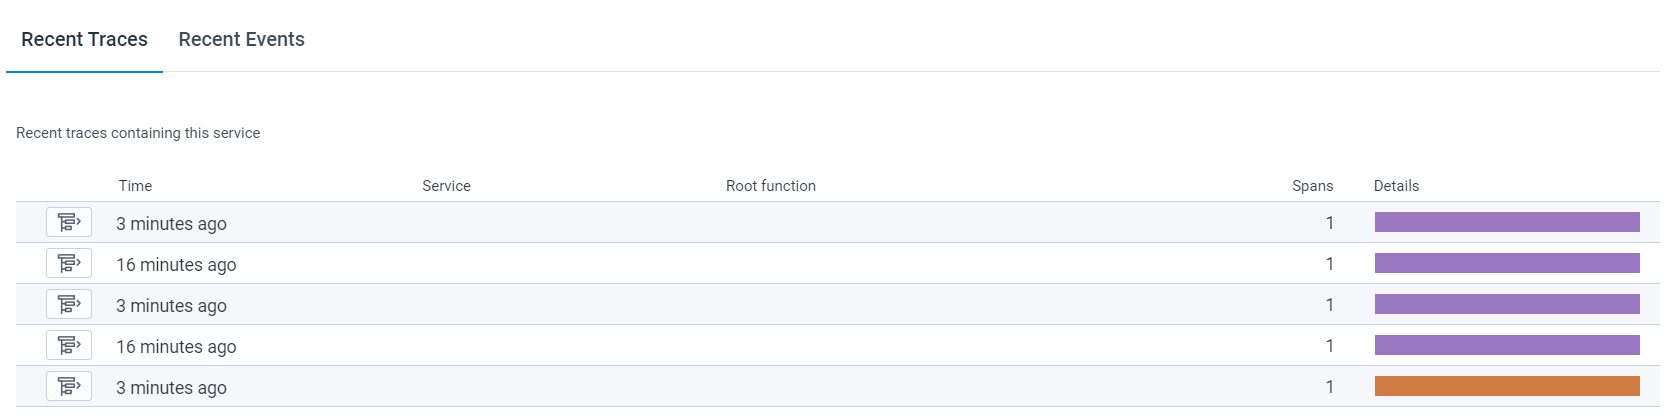 Recent Traces Recent Events
Recent traces containing this service
Time Service Root function Spans Details
3 minutes ago 1
16 minutes ago 1
3 minutes ago 1
16 minutes ago 1
3 minutes ago 1